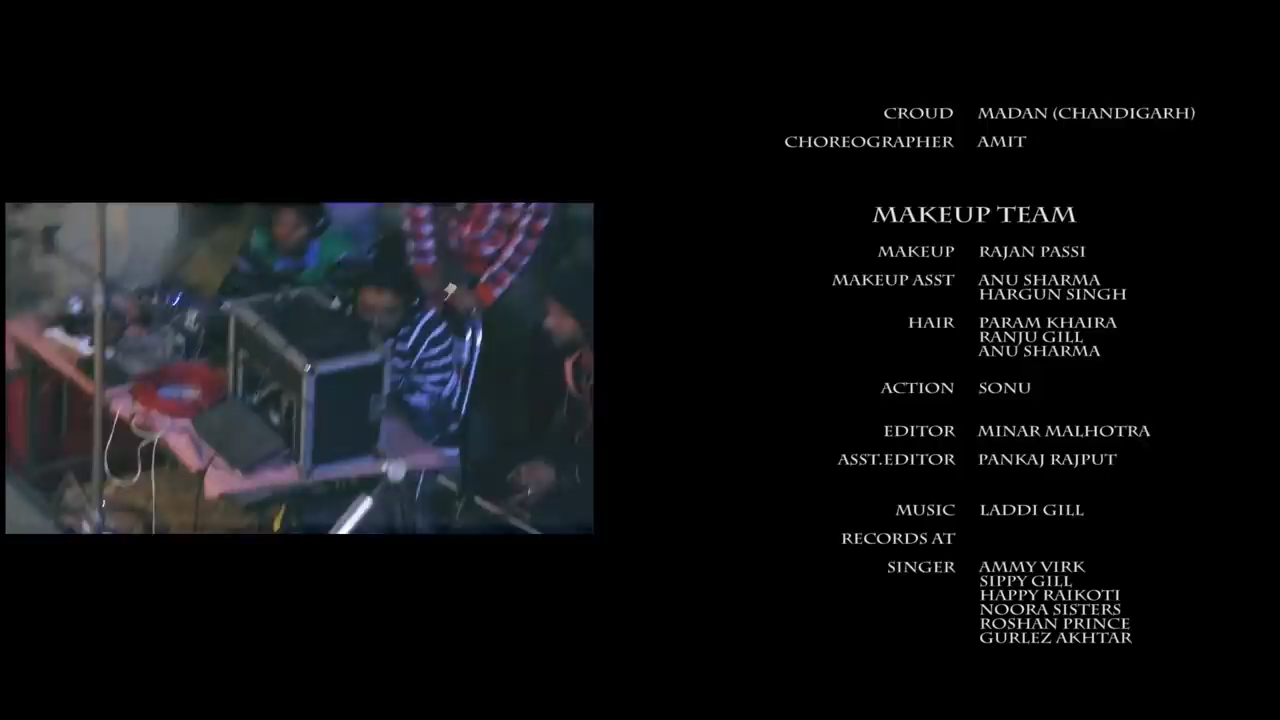 CROUD MADAN (CHANDIGARH)
CHOREOGRAPHER AMIT
MAKEUP TEAM
MAKEUP RAJAN PASSI
MAKEUP ASST ANU SHARMA
HARGUN SINGH
HAIR PARAM KHAIRA
RANJU GILL
ANU SHARMA
ACTION SONU
EDITOR MINAR MALHOTRA
ASST.EDITOR PANKAJ RAJPUT
MUSIC LADDI GILL
RECORDS AT
SINGER AMMY VIRK
SIPPY GILL
HAPPY RAIKOTI
NOORA SISTERS
ROSHAN PRINCE
GURLEZ AKHTAR